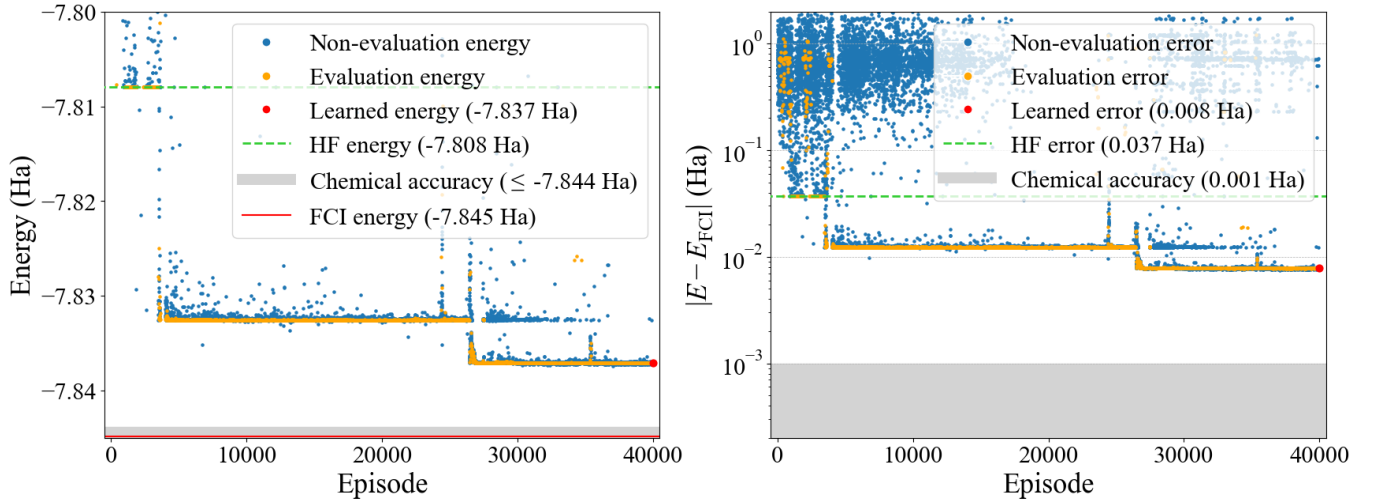 −7.80
−7.81
−7.82
−7.83
−7.84
Energy (Ha)
Non-evaluation energy
Evaluation energy
Learned energy (-7.837 Ha)
HF energy (-7.808 Ha)
Chemical accuracy (≤ -7.844 Ha)
FCI energy (-7.845 Ha)
0 10000 20000 30000 40000
Episode
10⁰
10⁻¹
10⁻²
10⁻³
|E − E_FCI| (Ha)
Non-evaluation error
Evaluation error
Learned error (0.008 Ha)
HF error (0.037 Ha)
Chemical accuracy (0.001 Ha)
0 10000 20000 30000 40000
Episode